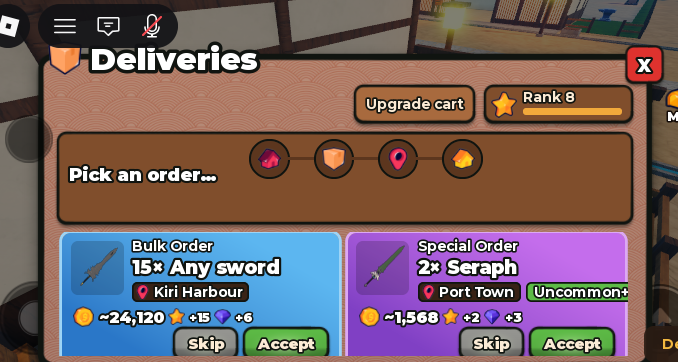 Deliveries
X
Upgrade cart
Rank 8
Pick an order...
Bulk Order
15× Any sword
Kiri Harbour
~24,120 +15 +6
Skip Accept
Special Order
2× Seraph
Port Town Uncommon+
~1,568 +2 +3
Skip Accept